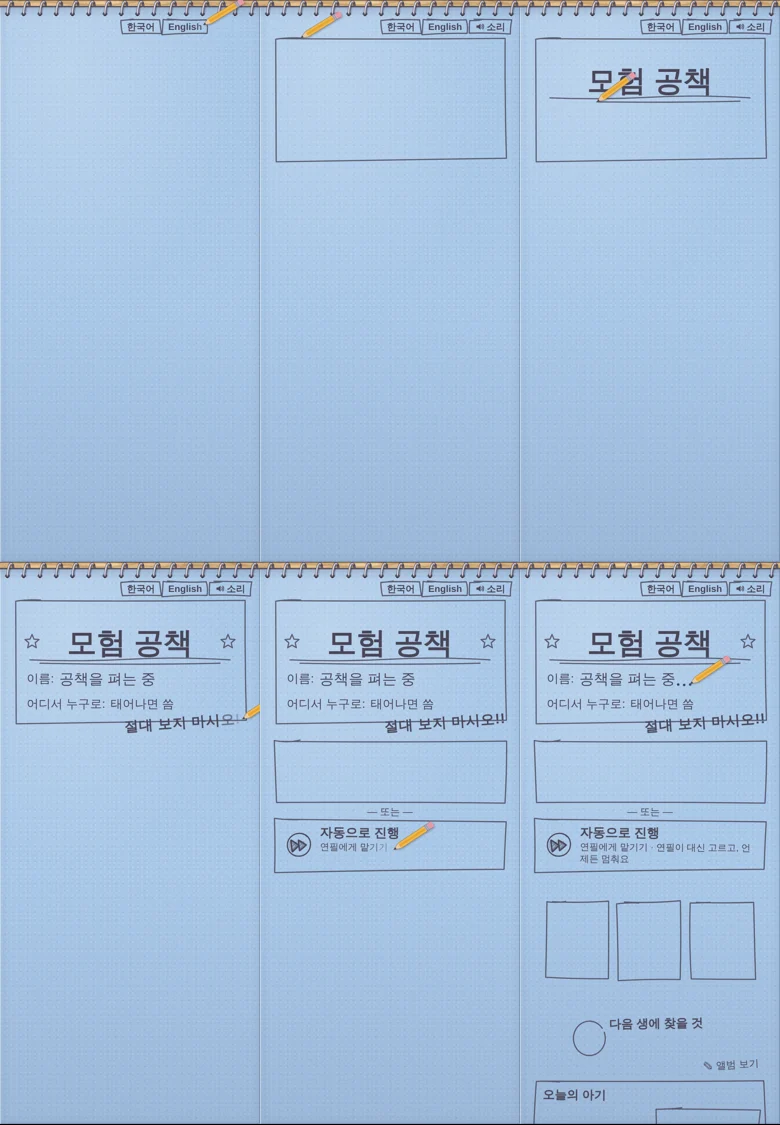 한국어 English
한국어 English 소리
한국어 English 소리
모험 공책
한국어 English 소리
모험 공책
이름: 공책을 펴는 중
어디서 누구로: 태어나면 씀
절대 보지 마시오!
한국어 English 소리
모험 공책
이름: 공책을 펴는 중
어디서 누구로: 태어나면 씀
절대 보지 마시오!!
— 또는 —
자동으로 진행
연필에게 맡기기
한국어 English 소리
모험 공책
이름: 공책을 펴는 중...
어디서 누구로: 태어나면 씀
절대 보지 마시오!!
— 또는 —
자동으로 진행
연필에게 맡기기 · 연필이 대신 고르고, 언
제든 멈춰요
다음 생에 찾을 것
✎ 앨범 보기
오늘의 아기